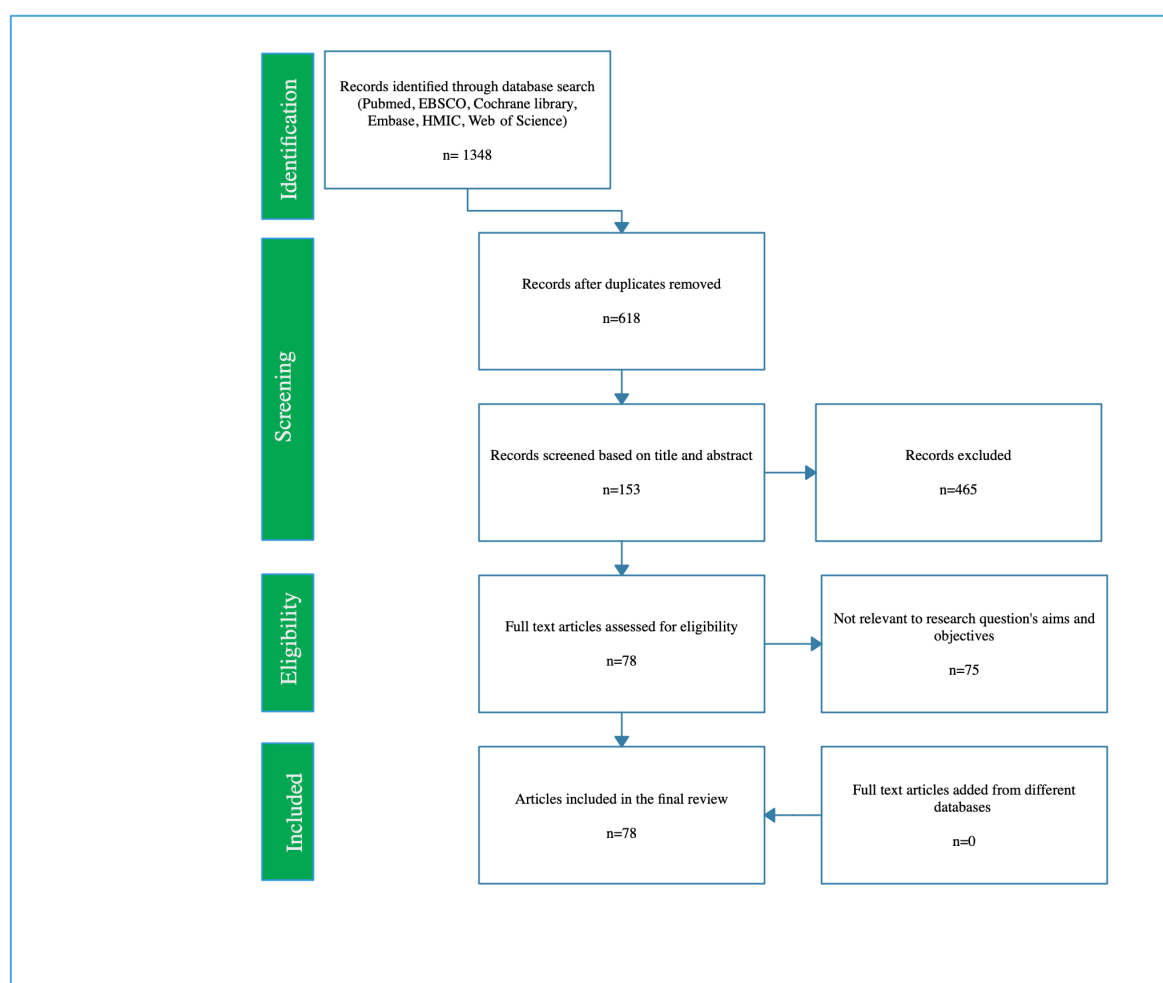 Identification
Records identified through database search
(Pubmed, EBSCO, Cochrane library,
Embase, HMIC, Web of Science)
n= 1348
Screening
Records after duplicates removed
n=618
Records screened based on title and abstract
n=153
Records excluded
n=465
Eligibility
Full text articles assessed for eligibility
n=78
Not relevant to research question's aims and
objectives
n=75
Included
Articles included in the final review
n=78
Full text articles added from different
databases
n=0